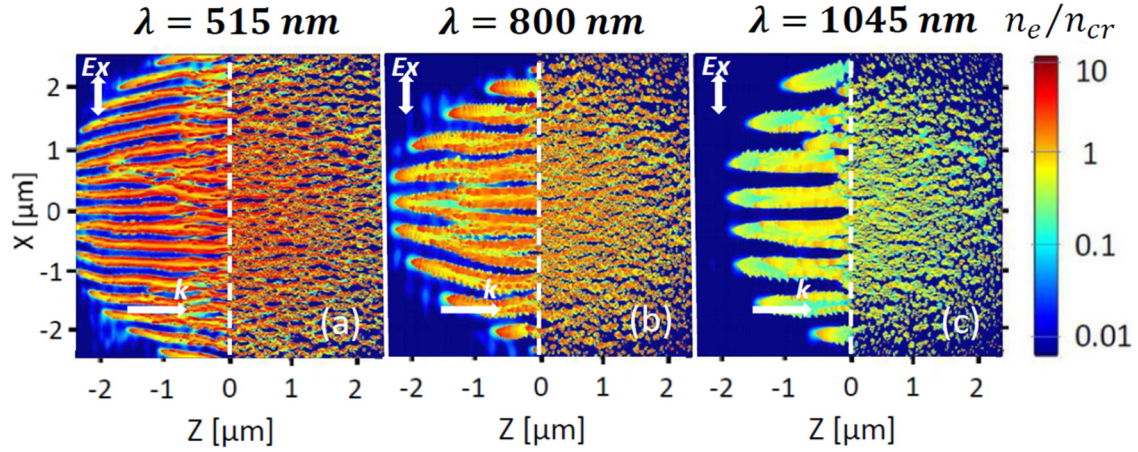 λ = 515 nm λ = 800 nm λ = 1045 nm n_e/n_cr
Ex Ex Ex
2 1 0 -1 -2
X [μm]
k k k
(a) (b) (c)
10
1
0.1
0.01
-2 -1 0 1 2 -2 -1 0 1 2 -2 -1 0 1 2
Z [μm] Z [μm] Z [μm]